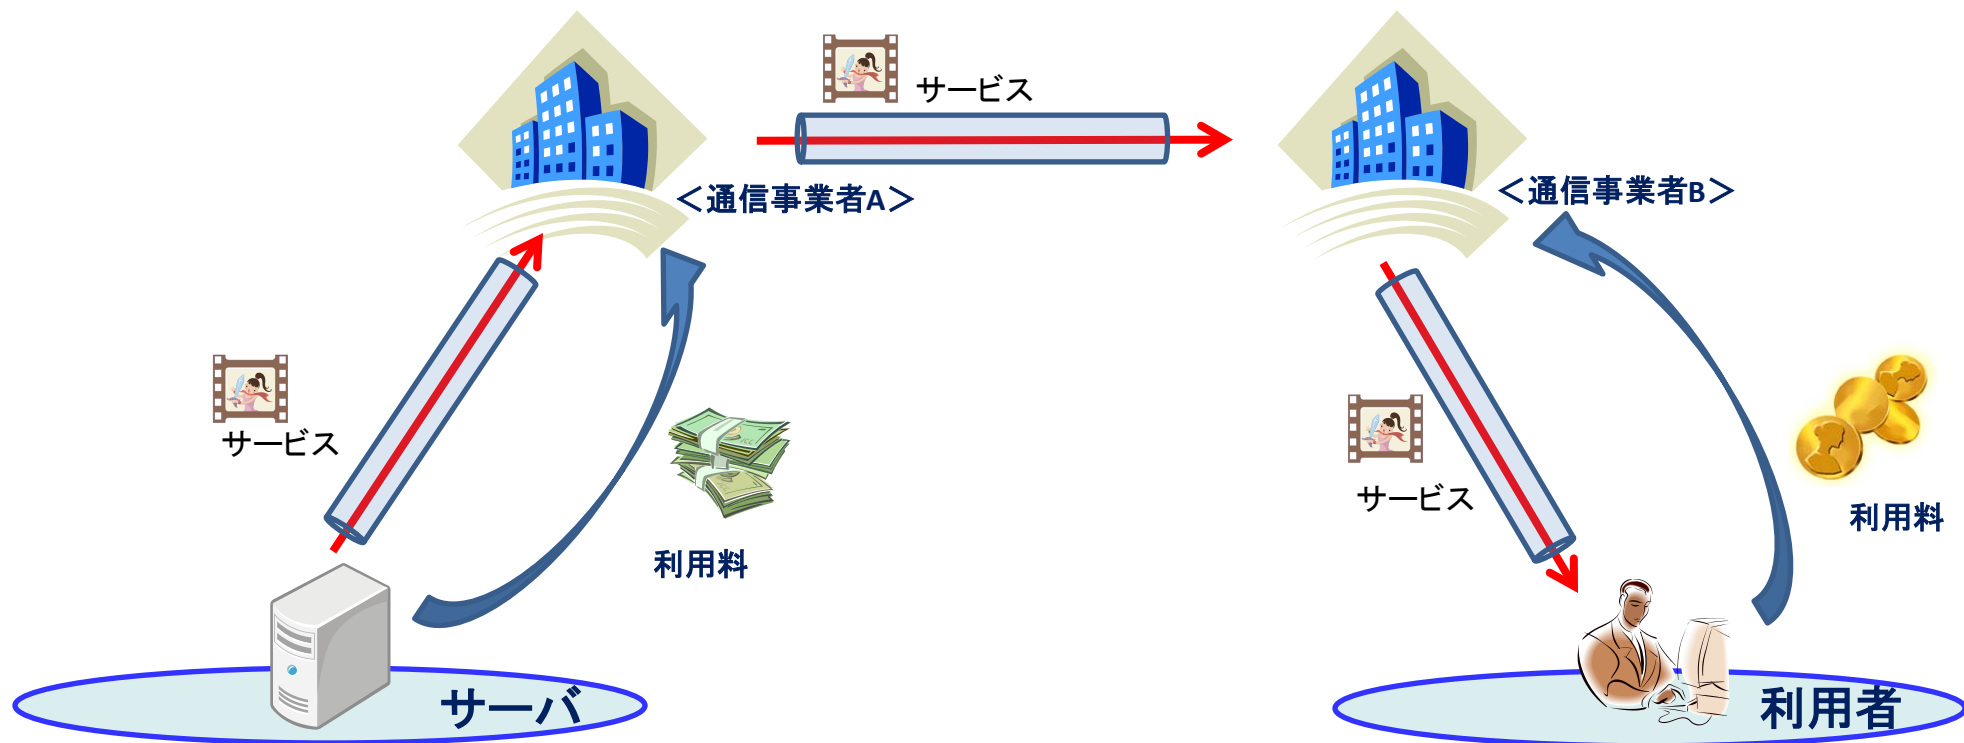 サービス
＜通信事業者A＞
＜通信事業者B＞
サービス
サービス
利用料
利用料
サーバ
利用者